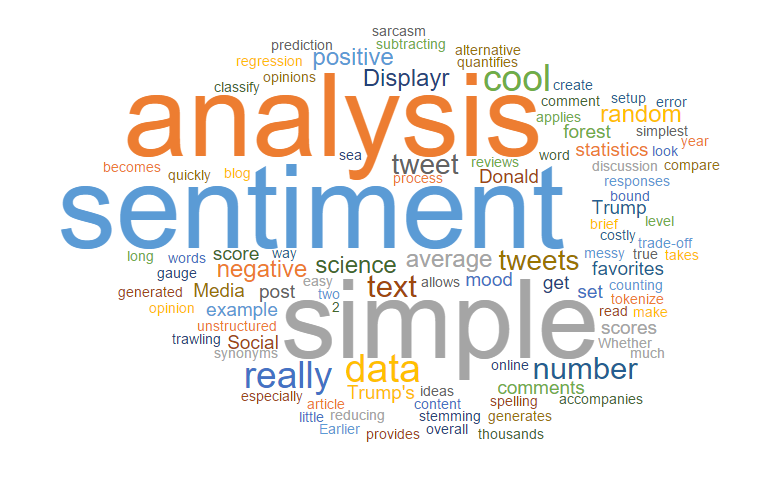 sarcasm
prediction subtracting alternative
regression positive quantifies
opinions Displayr cool
classify create
analysis comment setup error
applies random
forest simplest
becomes sea tweet reviews word statistics look year
quickly blog process Donald discussion compare
sentiment responses
bound
Trump
brief level
costly
trade-off
long words score way average tweets messy true takes
gauge negative science favorites
easy text allows mood get counting
generated Media post two set tokenize
opinion example 2 simple read make
unstructured scores
trawling Social Whether
synonyms much
really data online number
especially Trump's ideas comments
article content spelling accompanies
little reducing stemming generates
Earlier provides overall thousands